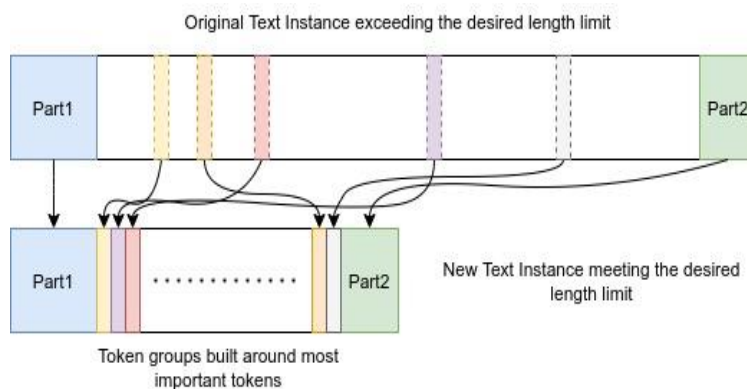 Original Text Instance exceeding the desired length limit
Part1
Part2
Part1
Part2
New Text Instance meeting the desired
length limit
Token groups built around most
important tokens